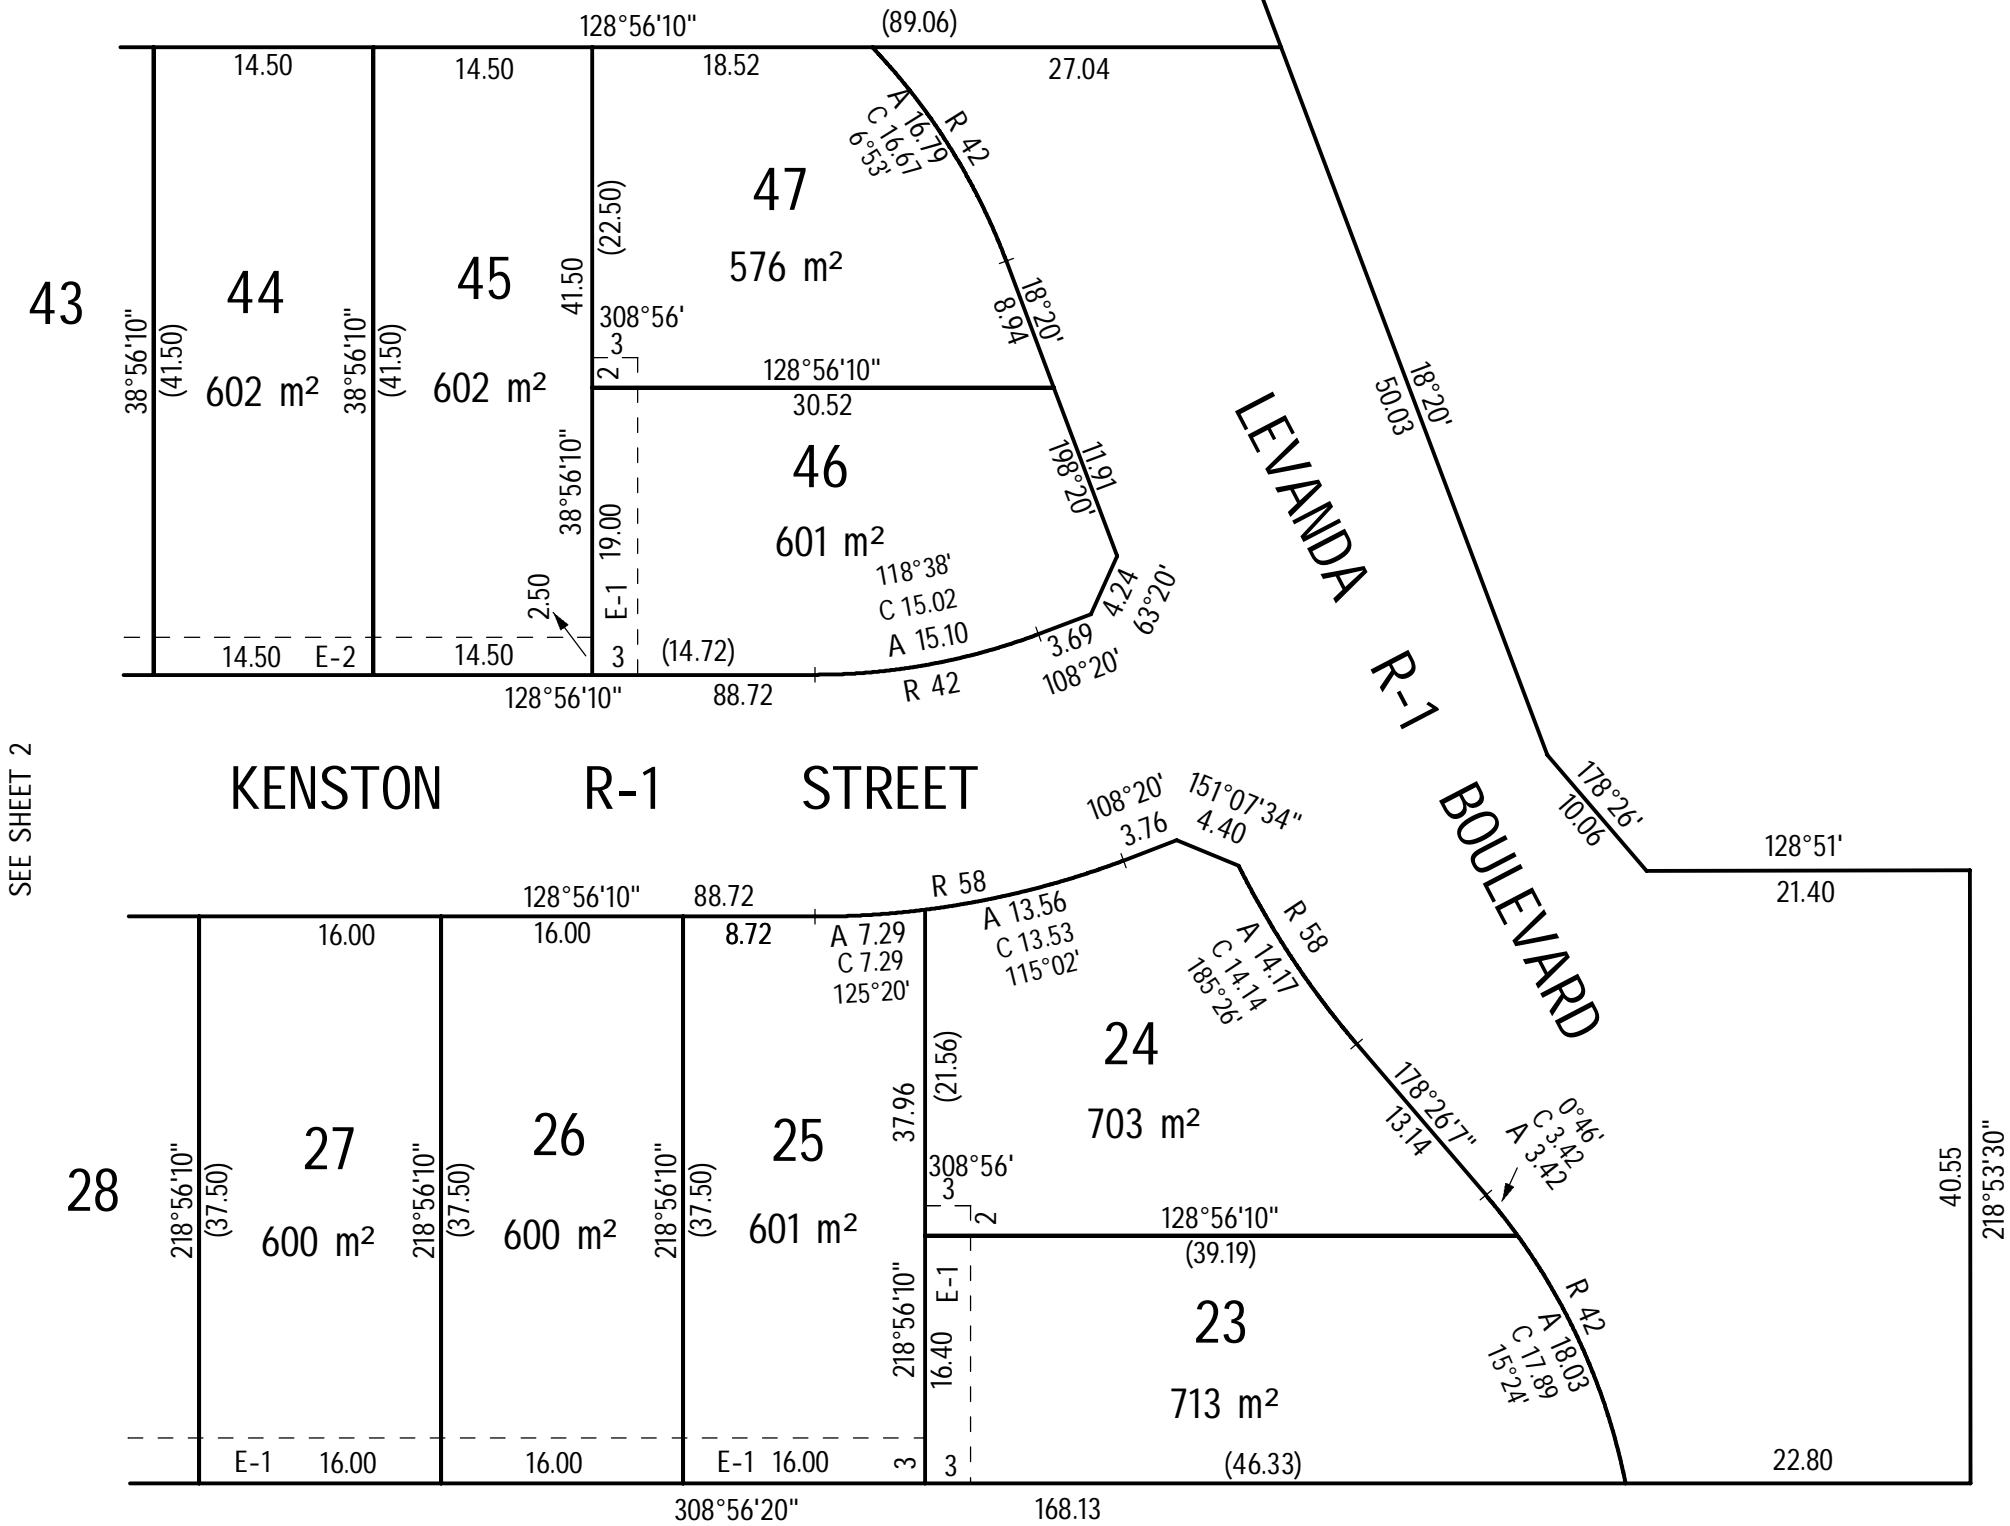 128°56'10"
(89.06)
14.50
14.50
18.52
27.04
A 16.79
C 16.67
6°53'
R 42
47
576 m²
(22.50)
41.50
308°56'
3
2
18°20'
8.94
43
44
602 m²
45
602 m²
38°56'10"
(41.50)
38°56'10"
(41.50)
128°56'10"
30.52
46
601 m²
38°56'10"
19.00
E-1
11.91
198°20'
118°38'
C 15.02
A 15.10
R 42
4.24
63°20'
3.69
108°20'
2.50
14.50
E-2
14.50
3
(14.72)
128°56'10"
88.72
18°20'
50.03
LEVANDA R-1 BOULEVARD
SEE SHEET 2
KENSTON R-1 STREET
178°26'
10.06
128°51'
21.40
108°20'
3.76
151°07'34"
4.40
128°56'10"
88.72
R 58
16.00
16.00
8.72
A 7.29
C 7.29
125°20'
A 13.56
C 13.53
115°02'
R 58
A 14.17
C 14.14
185°26'
24
703 m²
(21.56)
37.96
178°26'7"
13.14
0°46'
C 3.42
A 3.42
28
27
600 m²
26
600 m²
25
601 m²
218°56'10"
(37.50)
218°56'10"
(37.50)
218°56'10"
(37.50)
308°56'
3
2
128°56'10"
(39.19)
40.55
218°53'30"
23
713 m²
218°56'10"
16.40
E-1
R 42
A 18.03
C 17.89
15°24'
E-1
16.00
16.00
E-1
16.00
3
3
(46.33)
22.80
308°56'20"
168.13